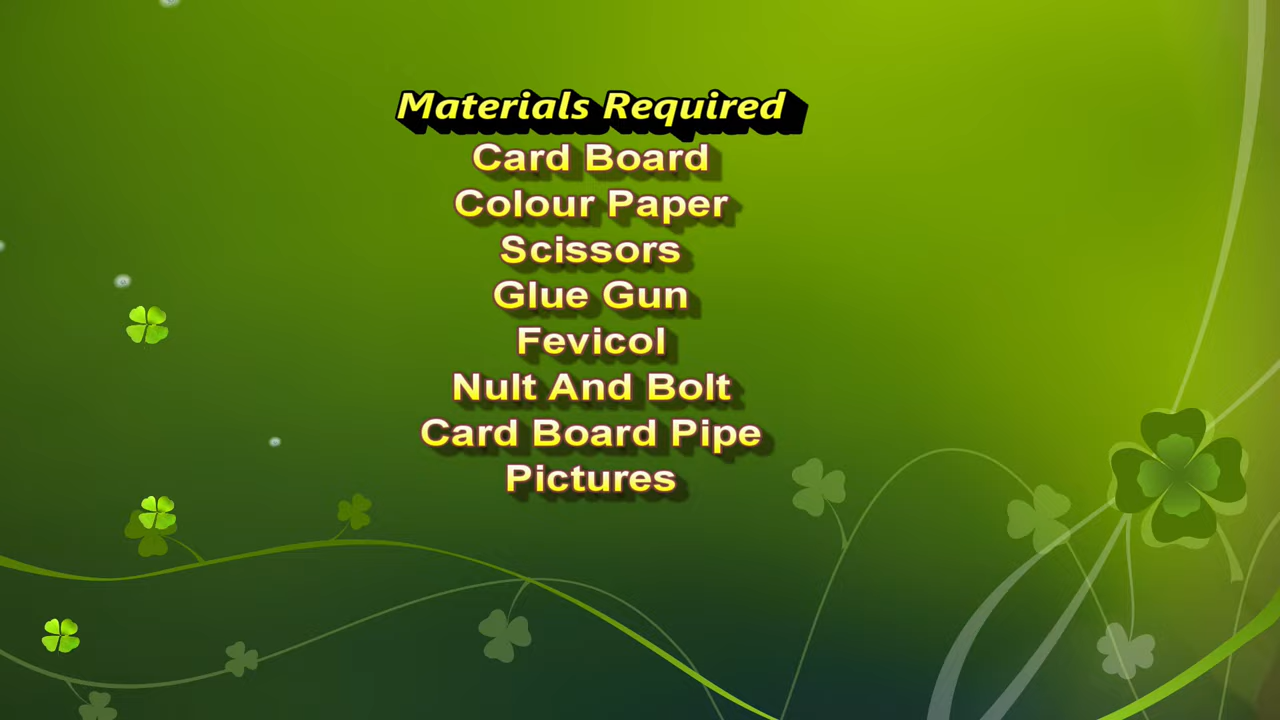 Materials Required
Card Board
Colour Paper
Scissors
Glue Gun
Fevicol
Nult And Bolt
Card Board Pipe
Pictures